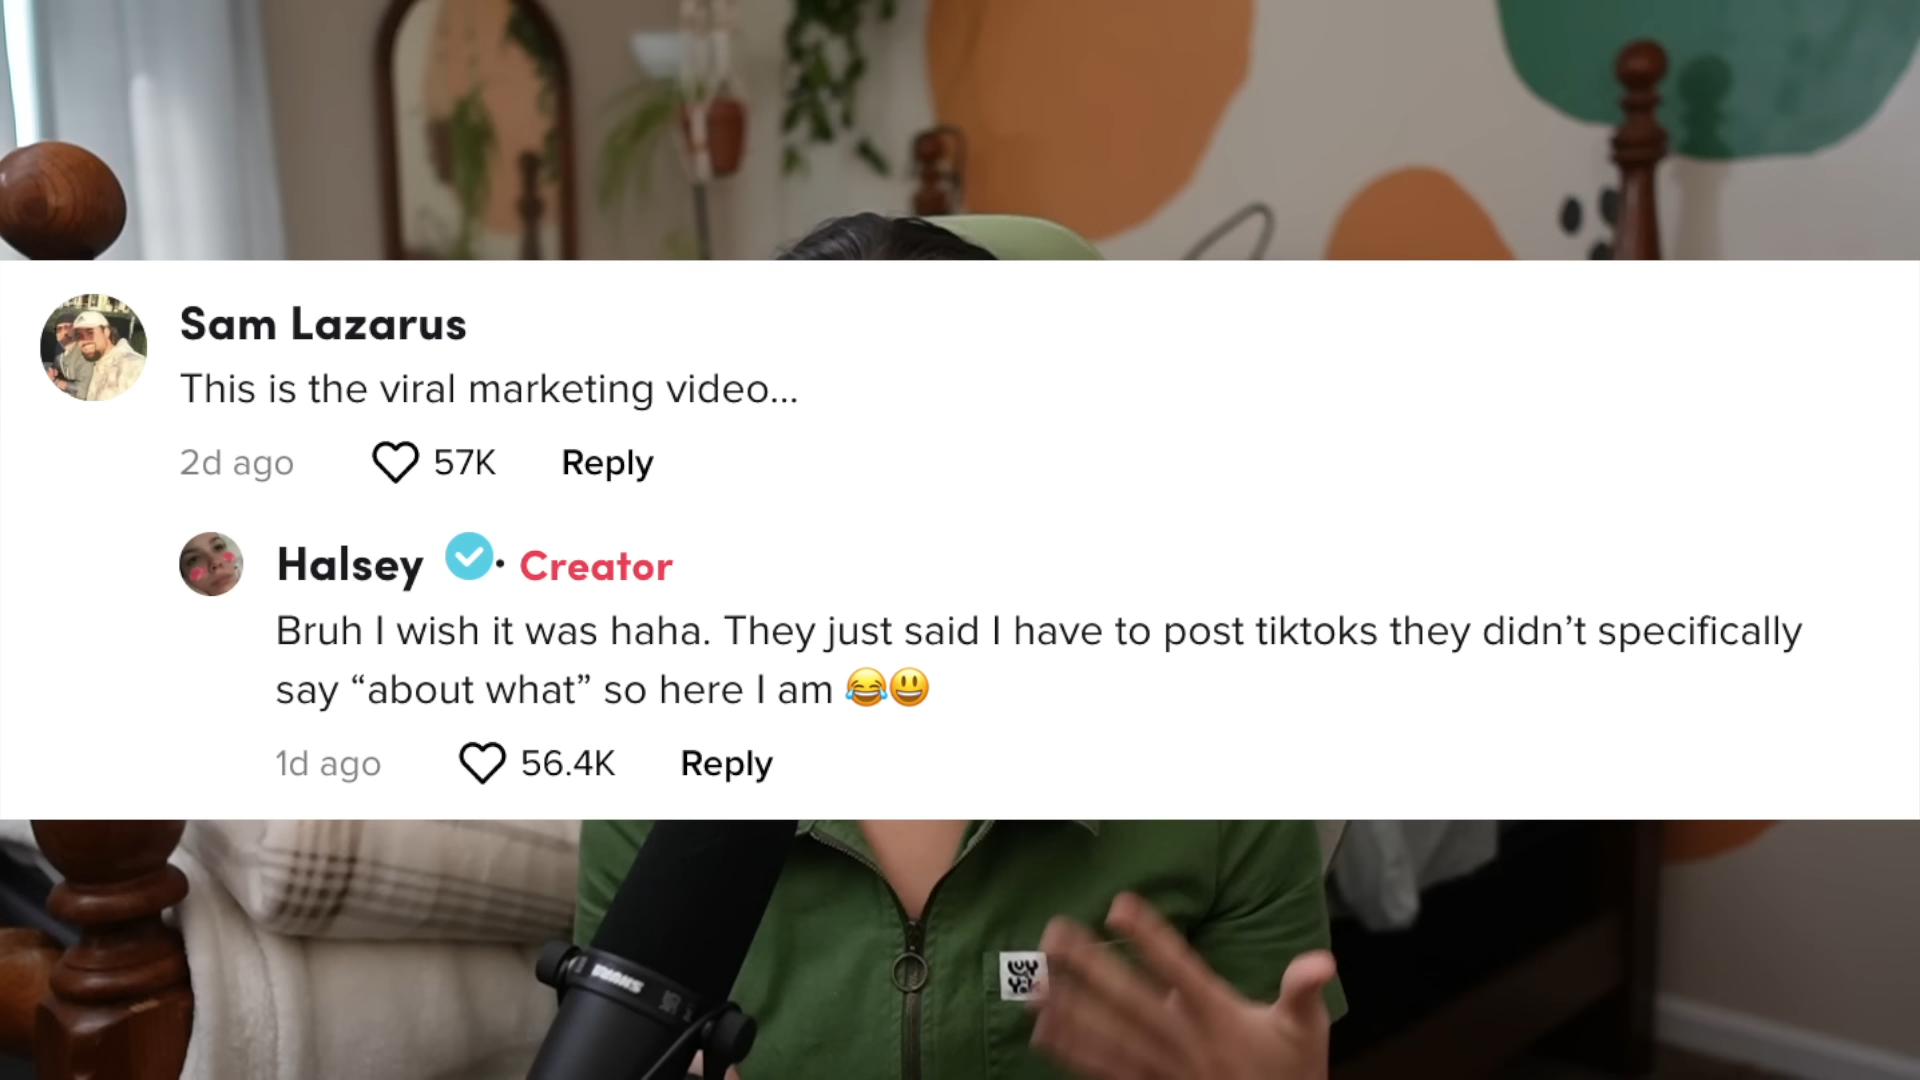 Sam Lazarus
This is the viral marketing video...
2d ago 57K Reply
Halsey · Creator
Bruh I wish it was haha. They just said I have to post tiktoks they didn’t specifically
say “about what” so here I am 😂😃
1d ago 56.4K Reply